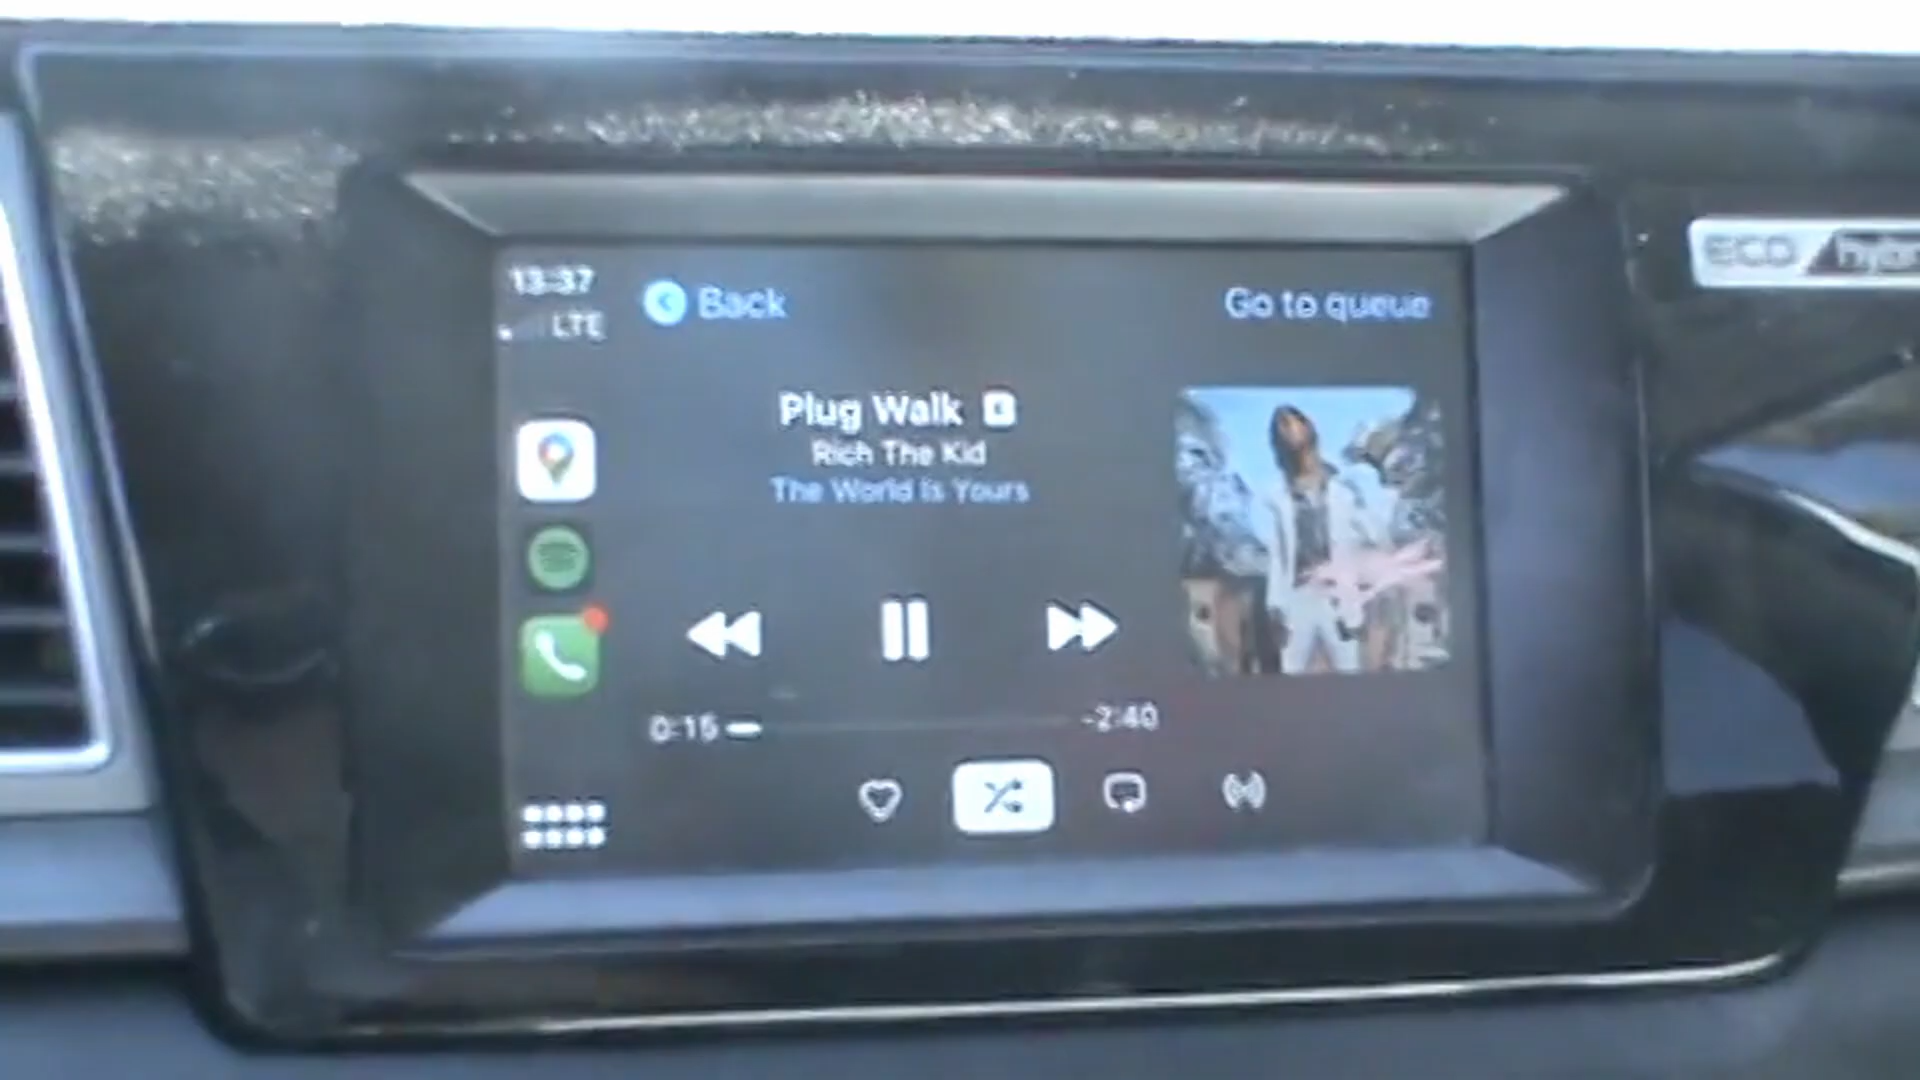 13:37
LTE
Back
Go to queue
Plug Walk E
Rich The Kid
The World Is Yours
0:15
-2:40
ECO